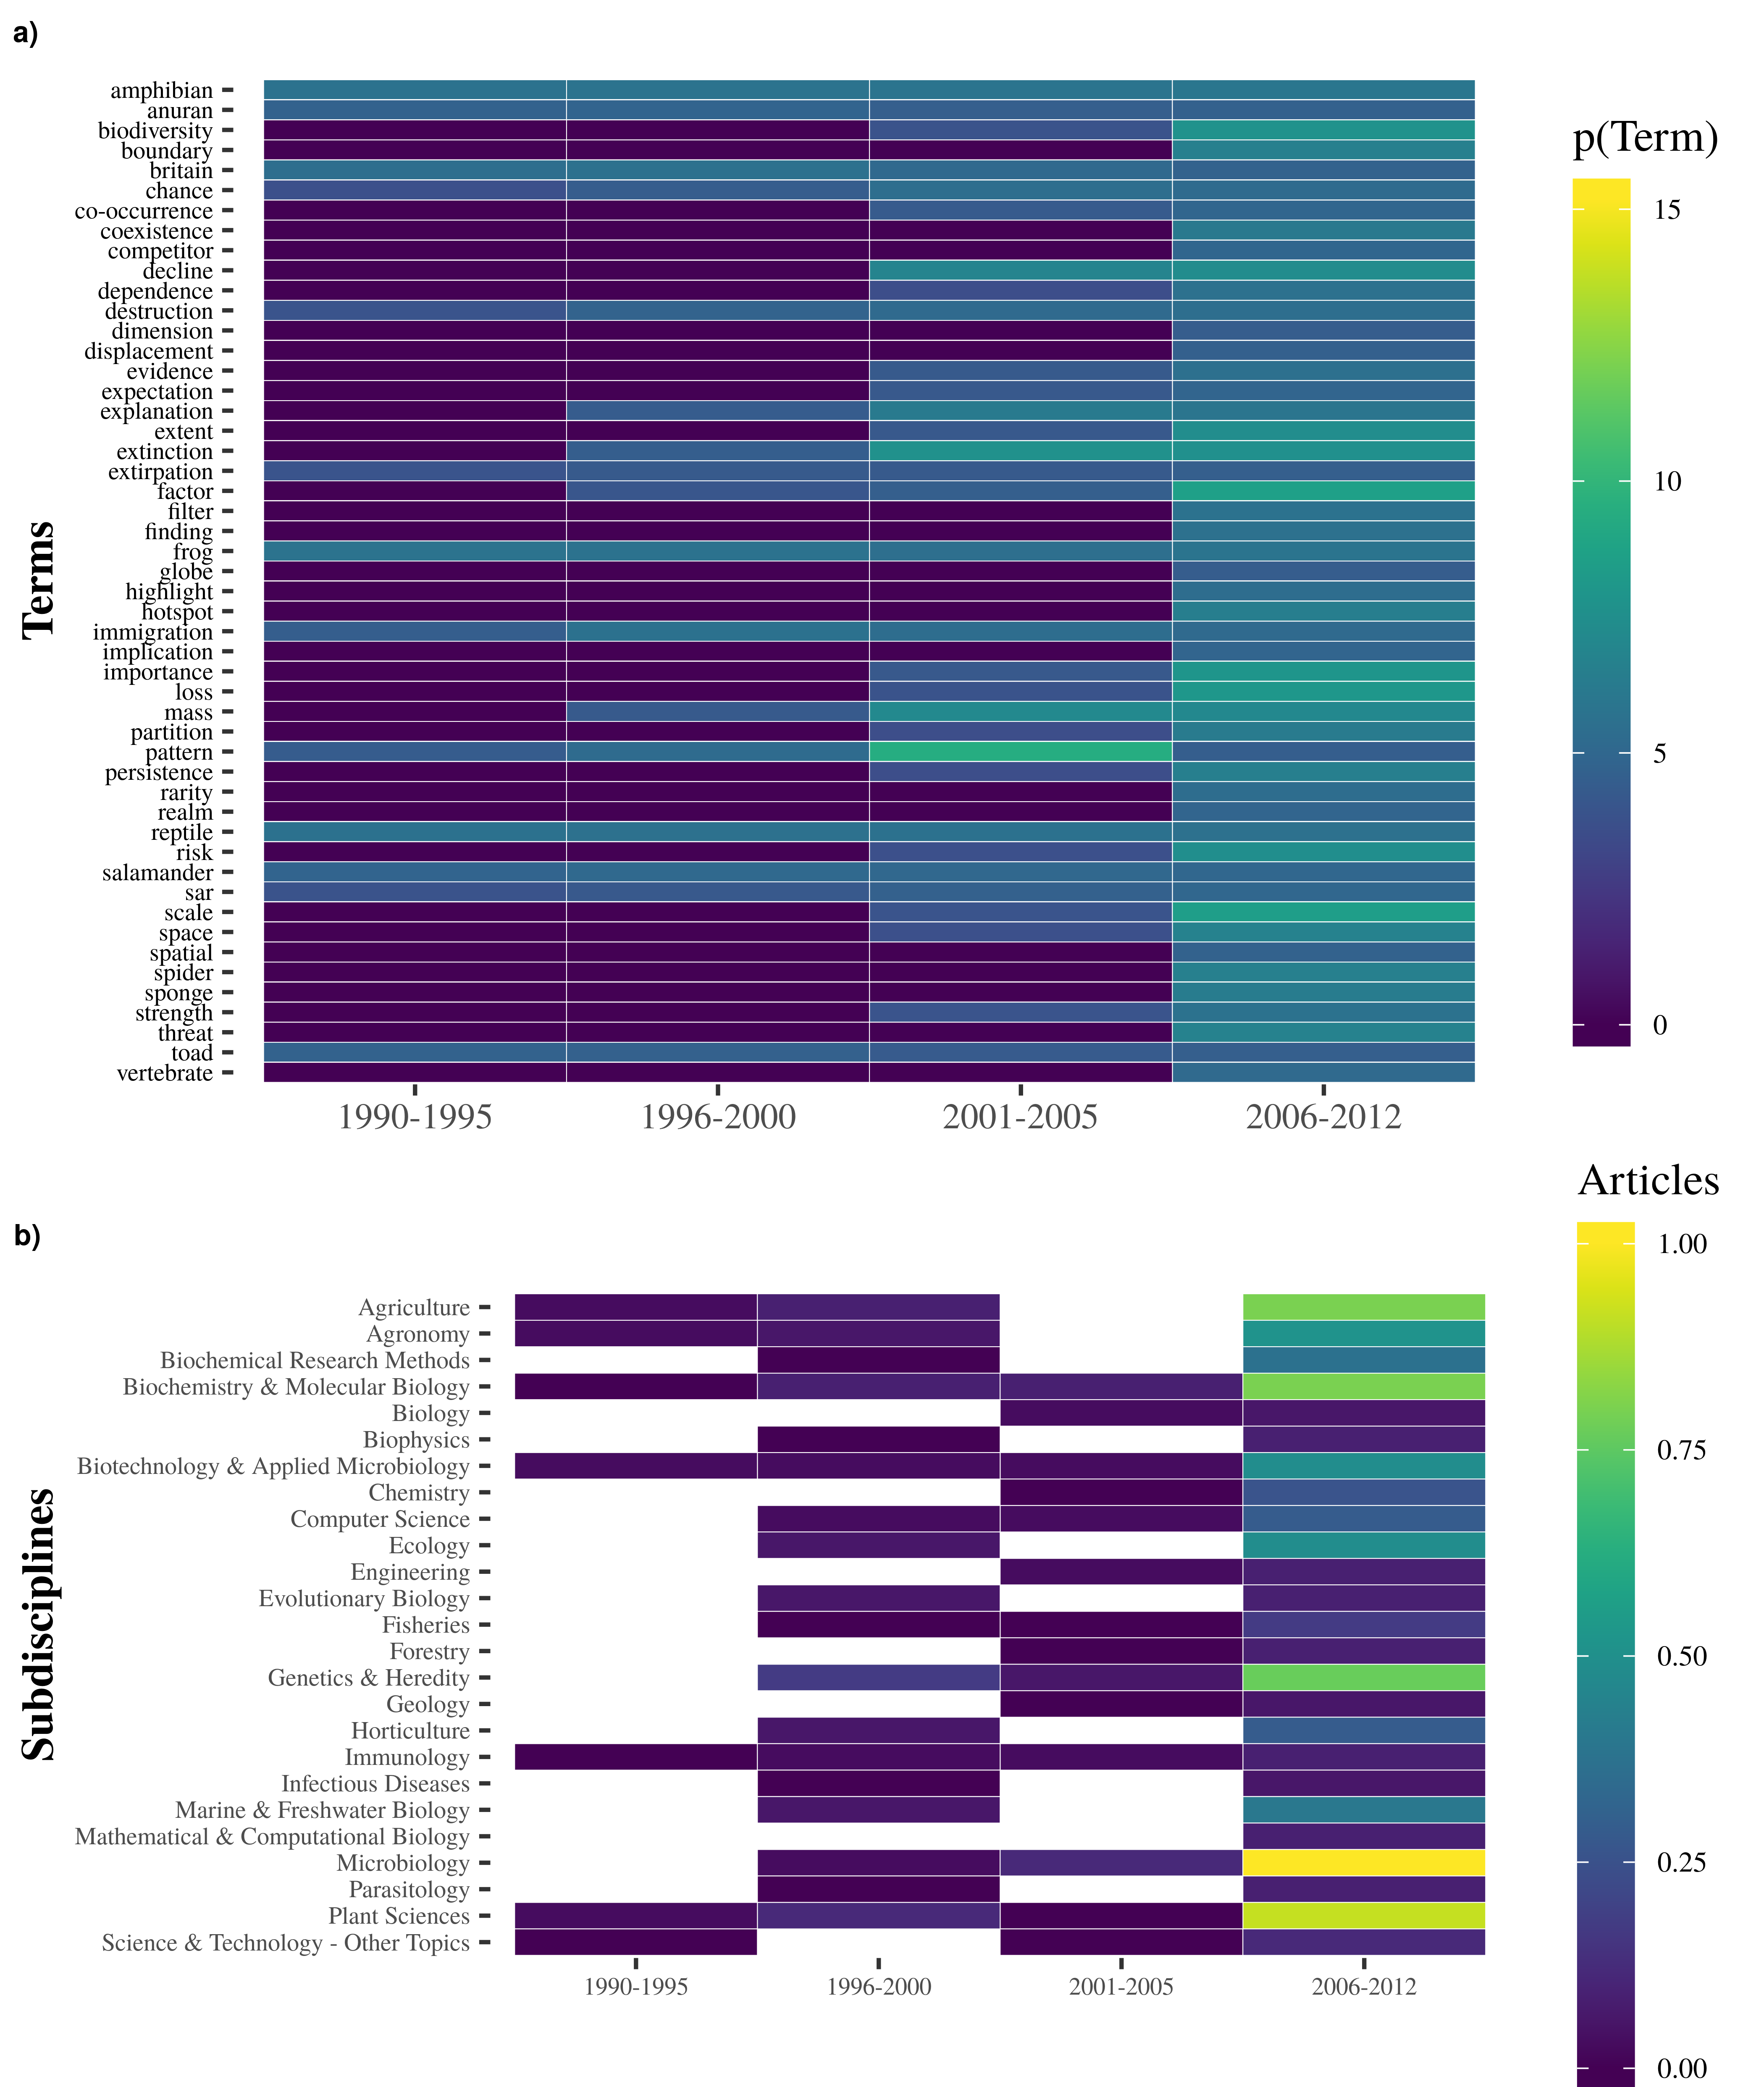 a)
p(Term)
15
10
5
0
Terms
amphibian
anuran
biodiversity
boundary
britain
chance
co-occurrence
coexistence
competitor
decline
dependence
destruction
dimension
displacement
evidence
expectation
explanation
extent
extinction
extirpation
factor
filter
finding
frog
globe
highlight
hotspot
immigration
implication
importance
loss
mass
partition
pattern
persistence
rarity
realm
reptile
risk
salamander
sar
scale
space
spatial
spider
sponge
strength
threat
toad
vertebrate
1990-1995 1996-2000 2001-2005 2006-2012
b)
Articles
1.00
0.75
0.50
0.25
0.00
Subdisciplines
Agriculture
Agronomy
Biochemical Research Methods
Biochemistry & Molecular Biology
Biology
Biophysics
Biotechnology & Applied Microbiology
Chemistry
Computer Science
Ecology
Engineering
Evolutionary Biology
Fisheries
Forestry
Genetics & Heredity
Geology
Horticulture
Immunology
Infectious Diseases
Marine & Freshwater Biology
Mathematical & Computational Biology
Microbiology
Parasitology
Plant Sciences
Science & Technology - Other Topics
1990-1995 1996-2000 2001-2005 2006-2012